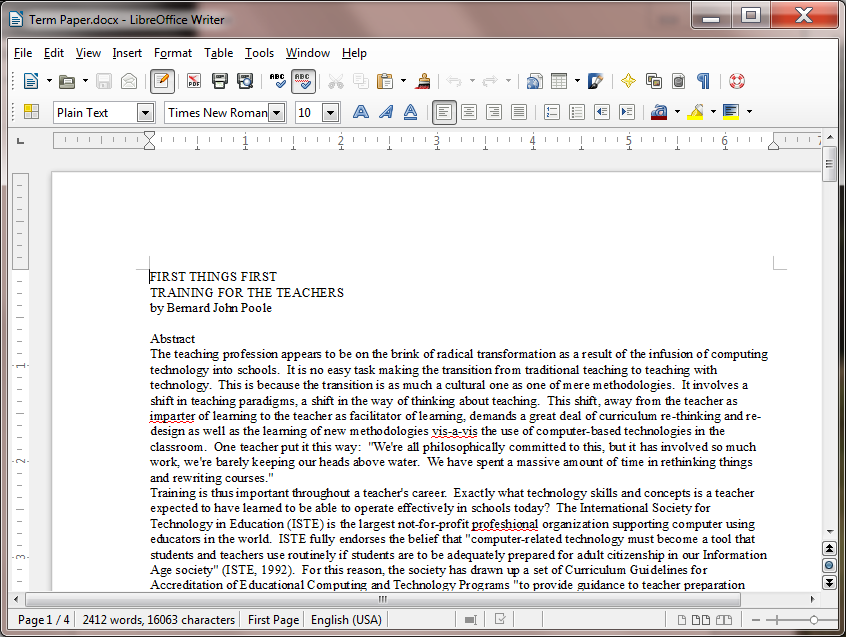 Term Paper.docx - LibreOffice Writer
File Edit View Insert Format Table Tools Window Help
PDF ABC ABC
Plain Text Times New Roman 10
1 2 3 4 5 6 7
FIRST THINGS FIRST
TRAINING FOR THE TEACHERS
by Bernard John Poole
Abstract
The teaching profession appears to be on the brink of radical transformation as a result of the infusion of computing
technology into schools.  It is no easy task making the transition from traditional teaching to teaching with
technology.  This is because the transition is as much a cultural one as one of mere methodologies.  It involves a
shift in teaching paradigms, a shift in the way of thinking about teaching.  This shift, away from the teacher as
imparter of learning to the teacher as facilitator of learning, demands a great deal of curriculum re-thinking and re-
design as well as the learning of new methodologies vis-a-vis the use of computer-based technologies in the
classroom.  One teacher put it this way:  "We're all philosophically committed to this, but it has involved so much
work, we're barely keeping our heads above water.  We have spent a massive amount of time in rethinking things
and rewriting courses."
Training is thus important throughout a teacher's career.  Exactly what technology skills and concepts is a teacher
expected to have learned to be able to operate effectively in schools today?  The International Society for
Technology in Education (ISTE) is the largest not-for-profit profeshional organization supporting computer using
educators in the world.  ISTE fully endorses the belief that "computer-related technology must become a tool that
students and teachers use routinely if students are to be adequately prepared for adult citizenship in our Information
Age society" (ISTE, 1992).  For this reason, the society has drawn up a set of Curriculum Guidelines for
Accreditation of Educational Computing and Technology Programs "to provide guidance to teacher preparation
1
2
3
Page 1 / 4 2412 words, 16063 characters First Page English (USA)